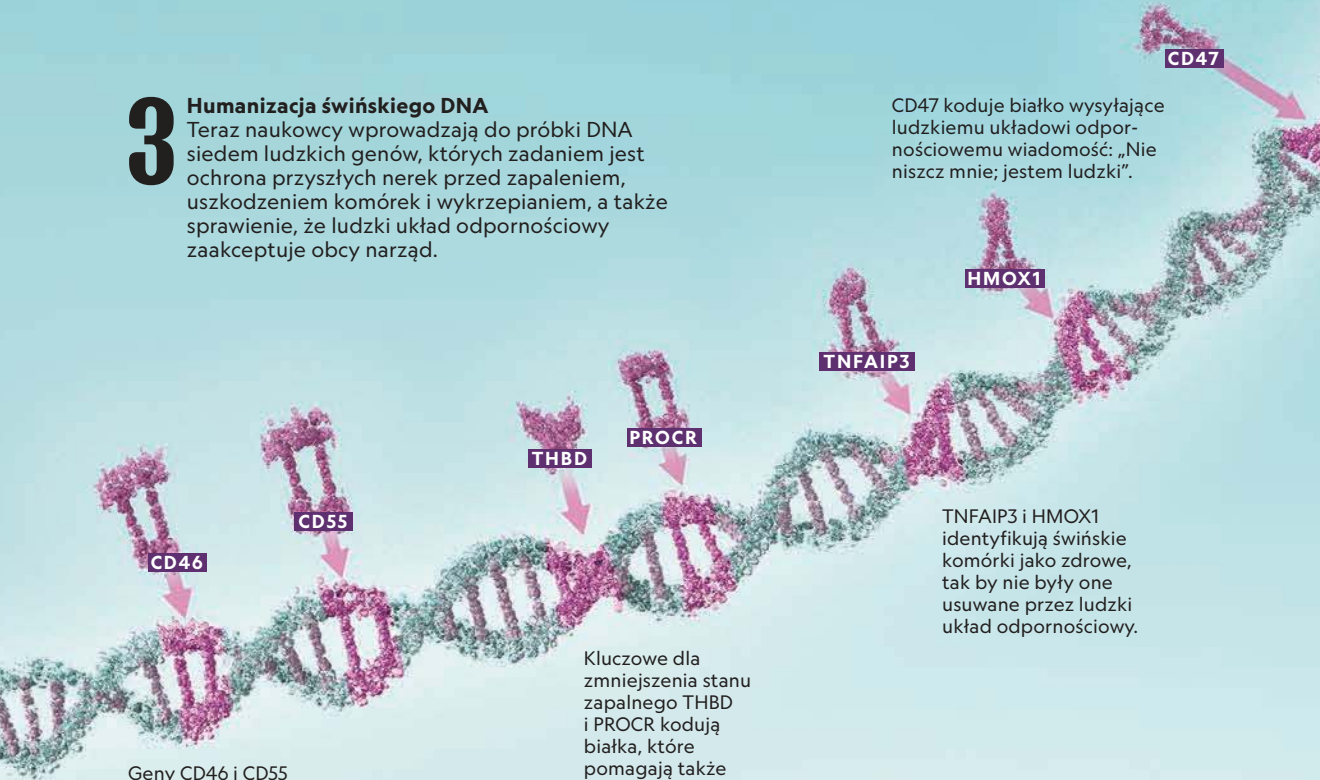 3
Humanizacja świńskiego DNA
Teraz naukowcy wprowadzają do próbki DNA
siedem ludzkich genów, których zadaniem jest
ochrona przyszłych nerek przed zapaleniem,
uszkodzeniem komórek i wykrzepianiem, a także
sprawienie, że ludzki układ odpornościowy
zaakceptuje obcy narząd.
CD47
CD47 koduje białko wysyłające
ludzkiemu układowi odpor-
nościowemu wiadomość: „Nie
niszcz mnie; jestem ludzki”.
HMOX1
TNFAIP3
PROCR
THBD
CD55
CD46
TNFAIP3 i HMOX1
identyfikują świńskie
komórki jako zdrowe,
tak by nie były one
usuwane przez ludzki
układ odpornościowy.
Kluczowe dla
zmniejszenia stanu
zapalnego THBD
i PROCR kodują
białka, które
pomagają także
Geny CD46 i CD55